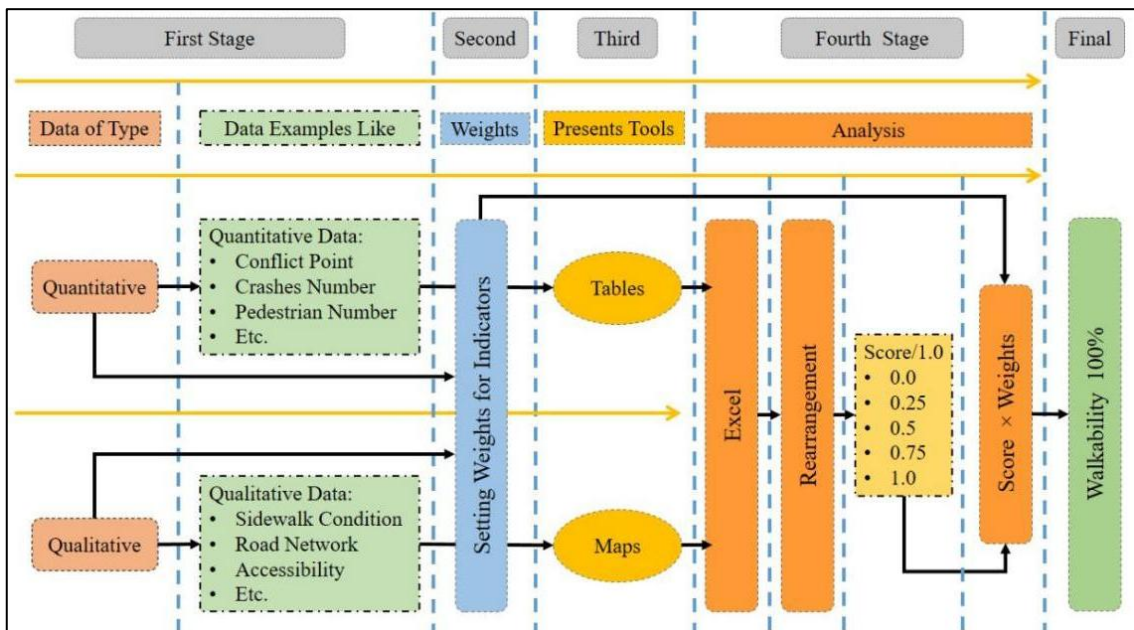 First Stage
Second
Third
Fourth Stage
Final
Data of Type
Data Examples Like
Weights
Presents Tools
Analysis
Quantitative
Quantitative Data:
• Conflict Point
• Crashes Number
• Pedestrian Number
• Etc.
Qualitative
Qualitative Data:
• Sidewalk Condition
• Road Network
• Accessibility
• Etc.
Setting Weights for Indicators
Tables
Maps
Excel
Rearrangement
Score/1.0
• 0.0
• 0.25
• 0.5
• 0.75
• 1.0
Score × Weights
Walkability 100%